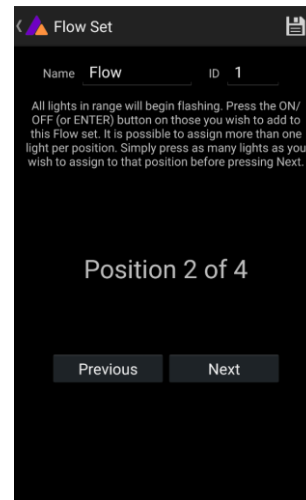 Flow Set
Name Flow ID 1
All lights in range will begin flashing. Press the ON/
OFF (or ENTER) button on those you wish to add to
this Flow set. It is possible to assign more than one
light per position. Simply press as many lights as you
wish to assign to that position before pressing Next.
Position 2 of 4
Previous Next